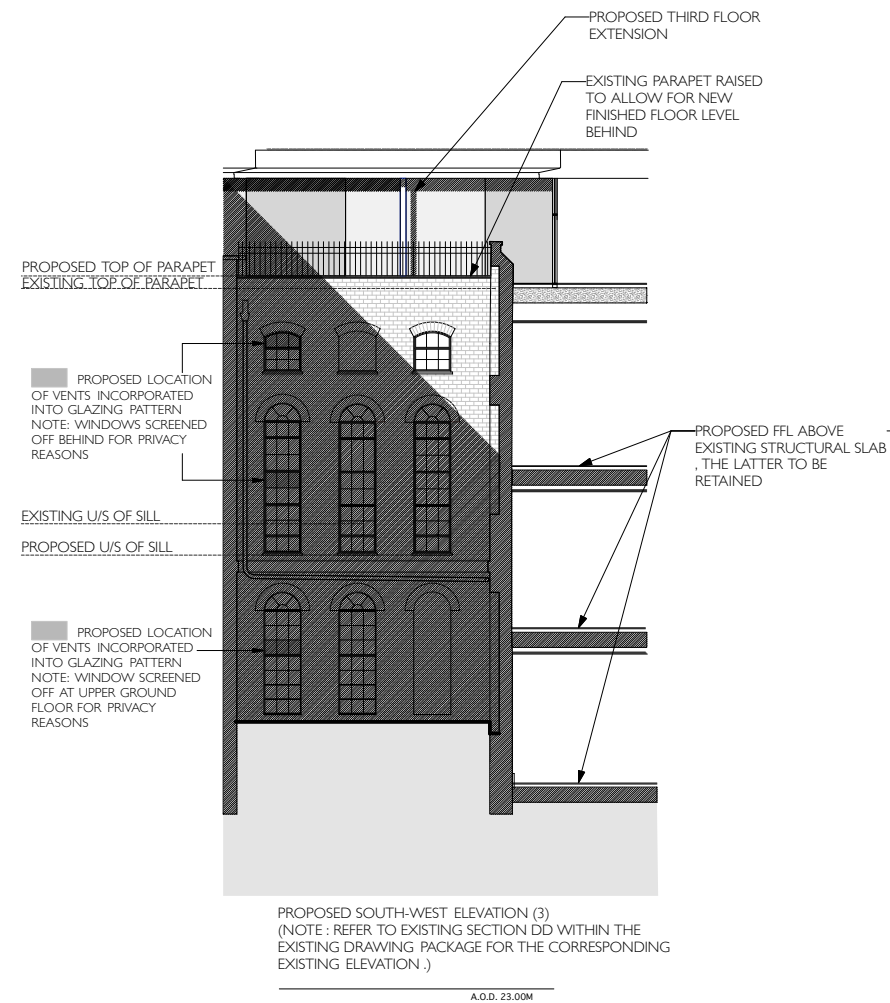 PROPOSED THIRD FLOOR
EXTENSION
EXISTING PARAPET RAISED
TO ALLOW FOR NEW
FINISHED FLOOR LEVEL
BEHIND
PROPOSED TOP OF PARAPET
EXISTING TOP OF PARAPET
PROPOSED LOCATION
OF VENTS INCORPORATED
INTO GLAZING PATTERN
NOTE: WINDOWS SCREENED
OFF BEHIND FOR PRIVACY
REASONS
PROPOSED FFL ABOVE
EXISTING STRUCTURAL SLAB
, THE LATTER TO BE
RETAINED
EXISTING U/S OF SILL
PROPOSED U/S OF SILL
PROPOSED LOCATION
OF VENTS INCORPORATED
INTO GLAZING PATTERN
NOTE: WINDOW SCREENED
OFF AT UPPER GROUND
FLOOR FOR PRIVACY
REASONS
PROPOSED SOUTH-WEST ELEVATION (3)
(NOTE : REFER TO EXISTING SECTION DD WITHIN THE
EXISTING DRAWING PACKAGE FOR THE CORRESPONDING
EXISTING ELEVATION .)
A.O.D. 23.00M